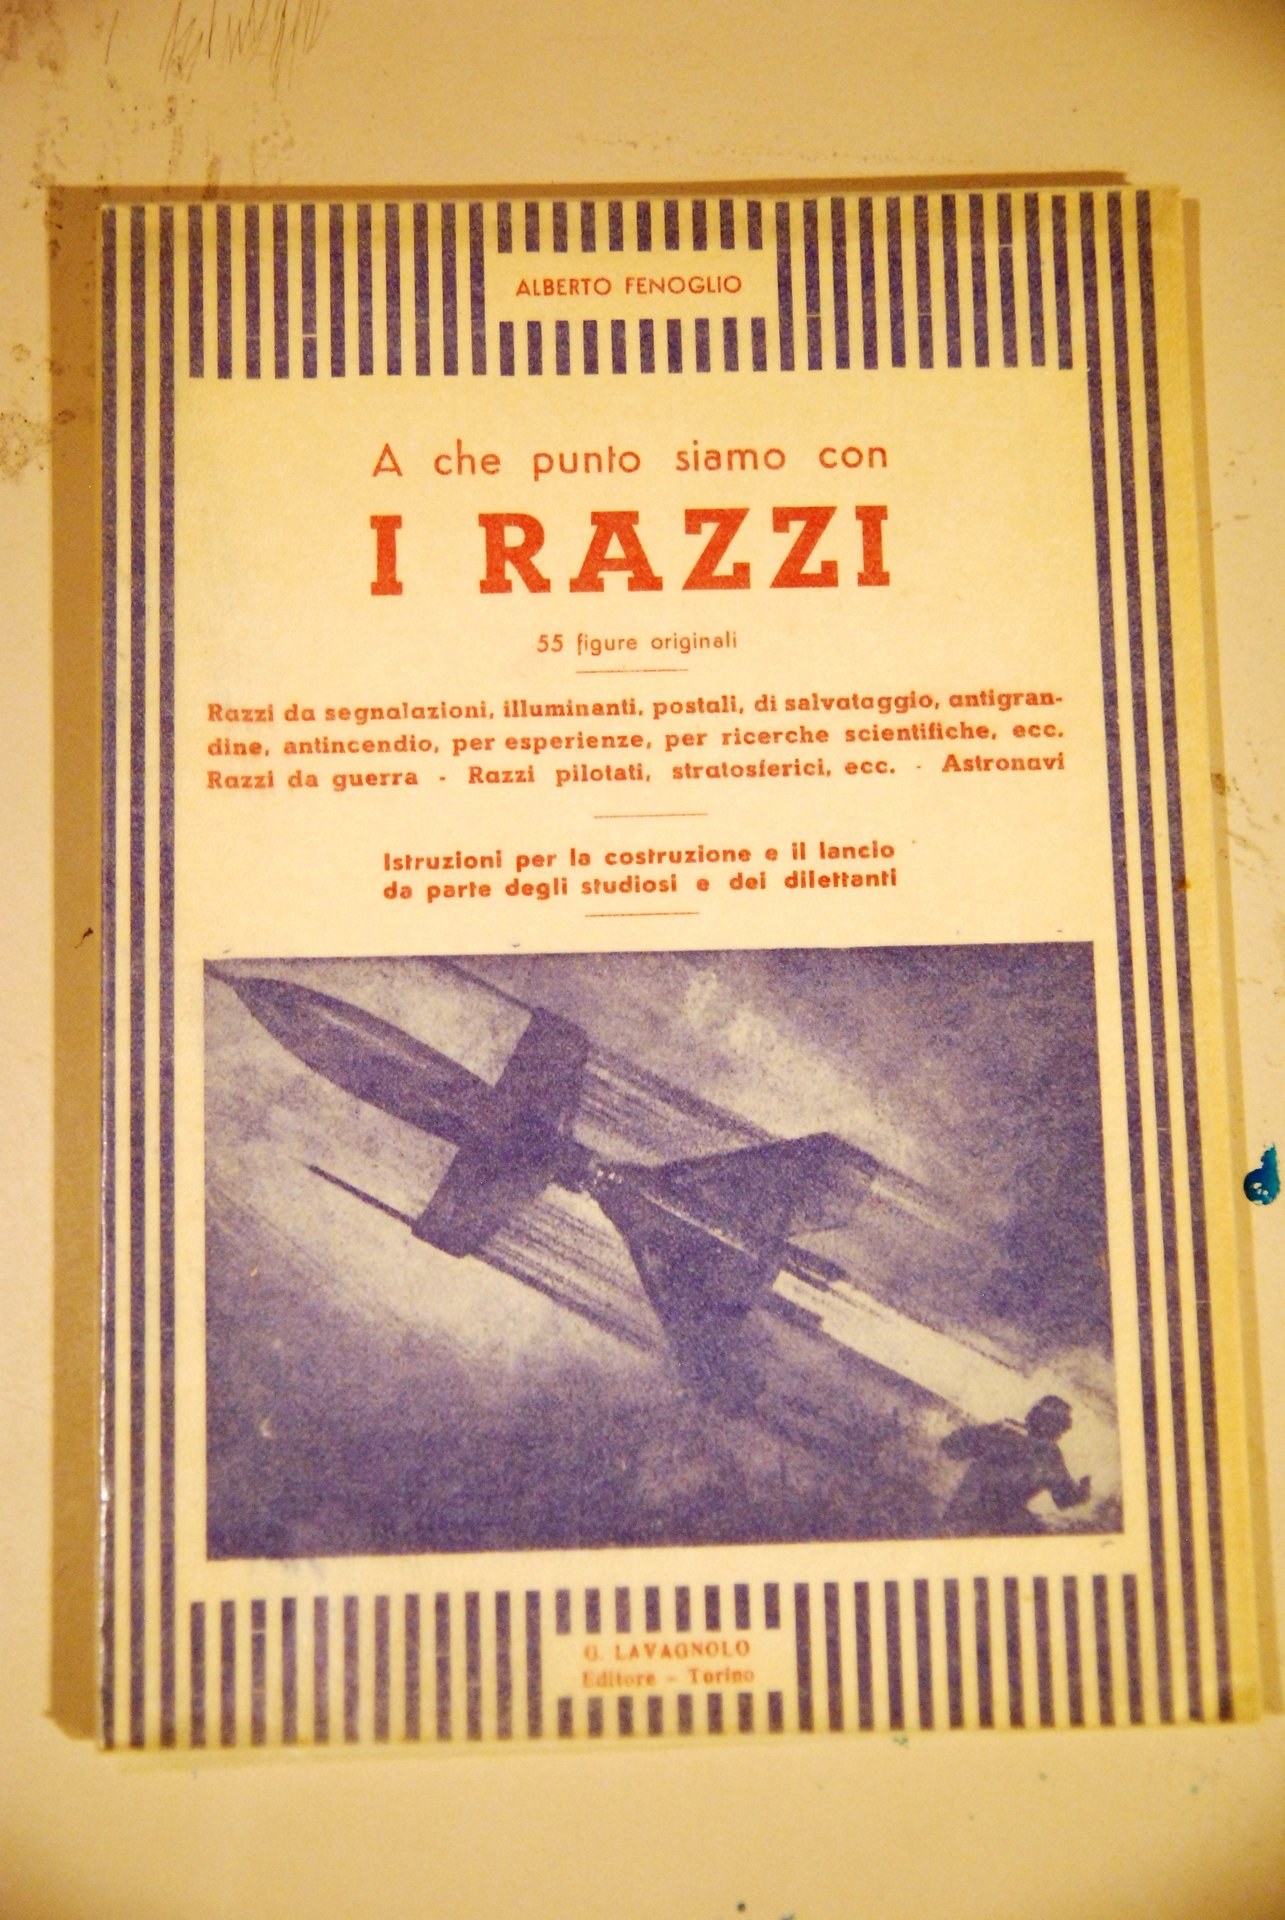 ALBERTO FENOGLIO
A che punto siamo con
I RAZZI
55 figure originali
Razzi da segnalazioni, illuminanti, postali, di salvataggio, antigran-
dine, antincendio, per esperienze, per ricerche scientifiche, ecc.
Razzi da guerra - Razzi pilotati, stratosferici, ecc. - Astronavi
Istruzioni per la costruzione e il lancio
da parte degli studiosi e dei dilettanti
G. LAVAGNOLO
Editore - Torino